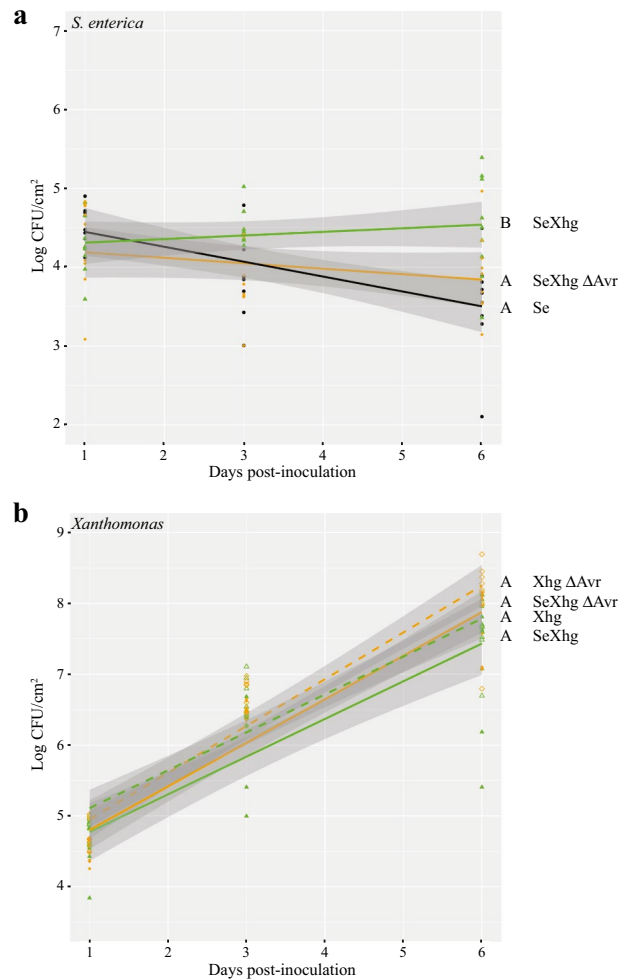 a
S. enterica
7
6
5
4
3
2
Log CFU/cm²
B SeXhg
A SeXhg ΔAvr
A Se
1 2 3 4 5 6
Days post-inoculation
b
Xanthomonas
9
8
7
6
5
4
Log CFU/cm²
A Xhg ΔAvr
A SeXhg ΔAvr
A Xhg
A SeXhg
1 2 3 4 5 6
Days post-inoculation